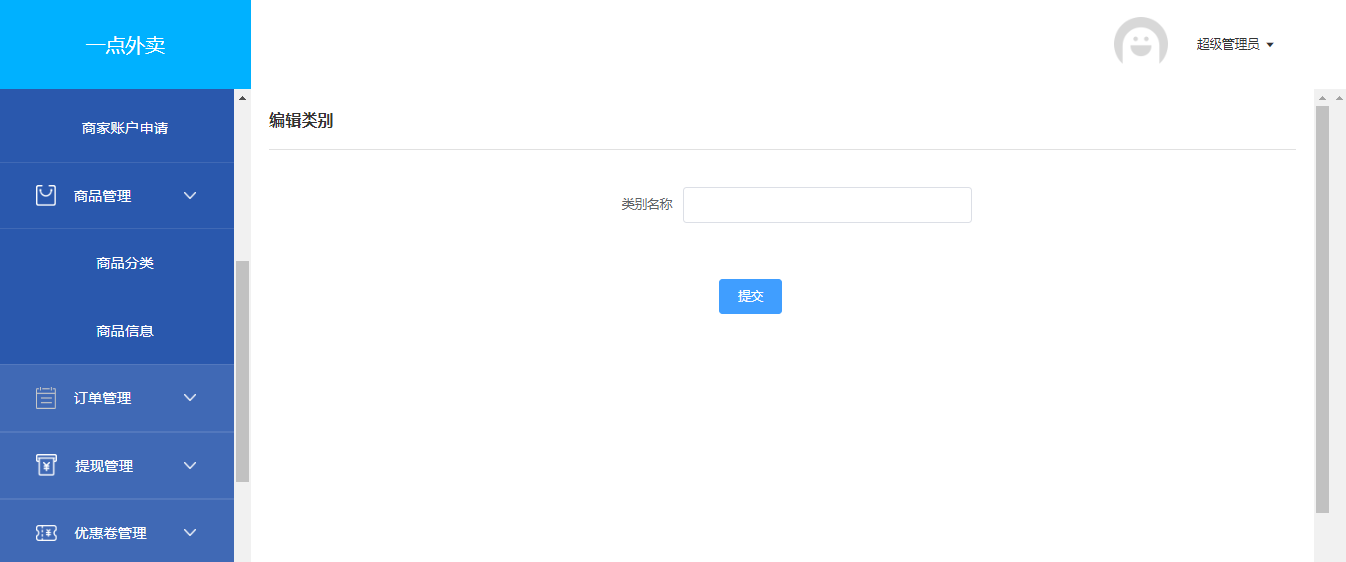 一点外卖
超级管理员
商家账户申请
商品管理
商品分类
商品信息
订单管理
提现管理
优惠卷管理
编辑类别
类别名称
提交